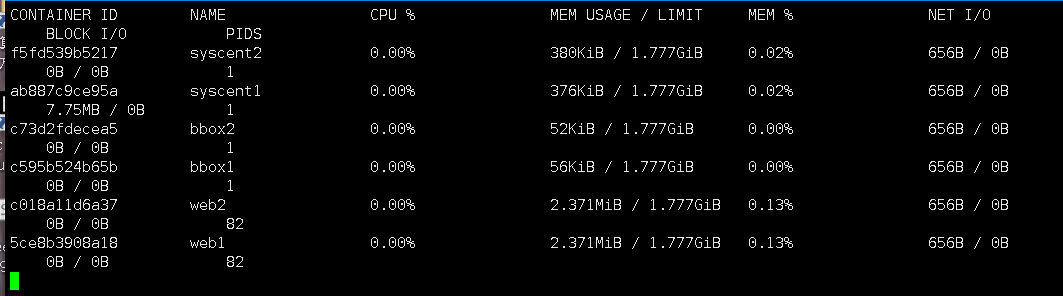 CONTAINER ID NAME CPU % MEM USAGE / LIMIT MEM % NET I/O
BLOCK I/O PIDS
f5fd539b5217 syscent2 0.00% 380KiB / 1.777GiB 0.02% 656B / 0B
0B / 0B 1
ab887c9ce95a syscent1 0.00% 376KiB / 1.777GiB 0.02% 656B / 0B
7.75MB / 0B 1
c73d2fdecea5 bbox2 0.00% 52KiB / 1.777GiB 0.00% 656B / 0B
0B / 0B 1
c595b524b65b bbox1 0.00% 56KiB / 1.777GiB 0.00% 656B / 0B
0B / 0B 1
c018a11d6a37 web2 0.00% 2.371MiB / 1.777GiB 0.13% 656B / 0B
0B / 0B 82
5ce8b3908a18 web1 0.00% 2.371MiB / 1.777GiB 0.13% 656B / 0B
0B / 0B 82